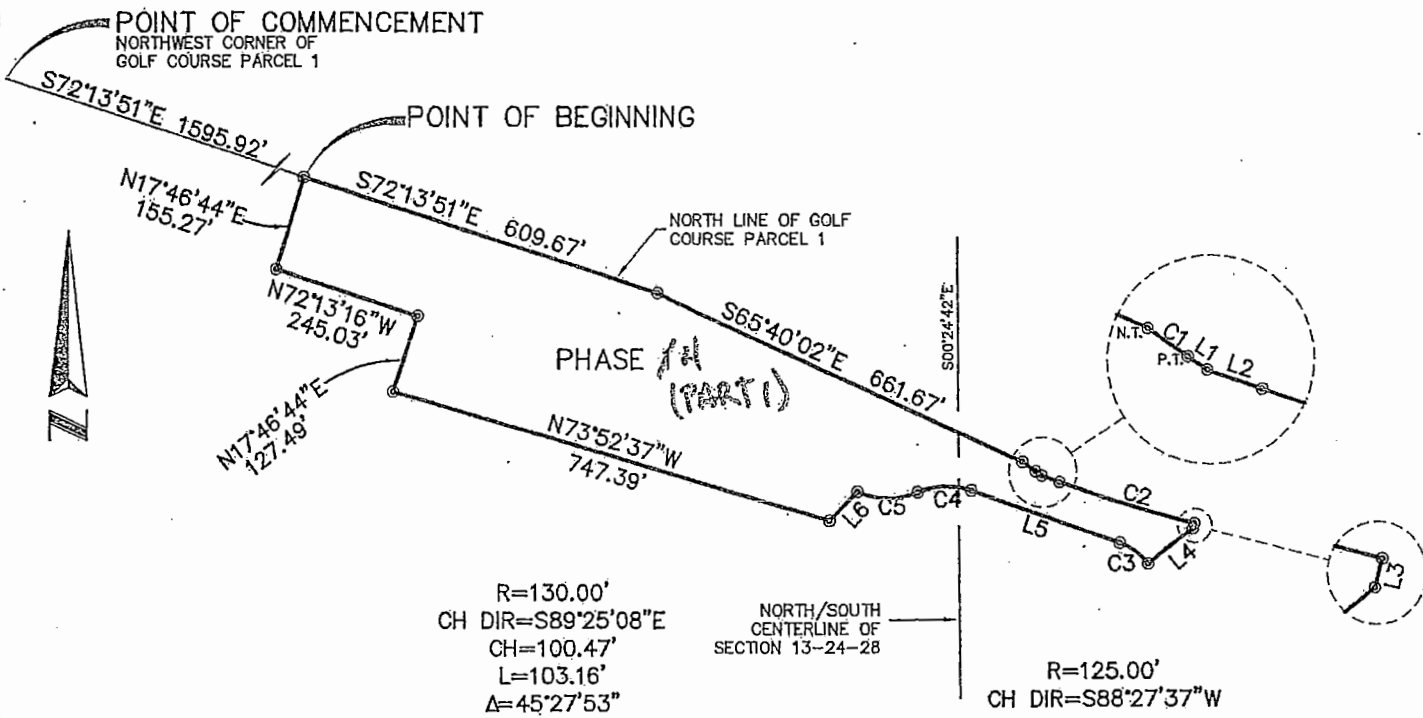 POINT OF COMMENCEMENT
NORTHWEST CORNER OF
GOLF COURSE PARCEL 1
S72°13'51"E 1595.92'
POINT OF BEGINNING
N17°46'44"E
155.27'
S72°13'51"E 609.67'
NORTH LINE OF GOLF
COURSE PARCEL 1
N72°13'16"W
245.03'
S65°40'02"E 661.67'
S00°24'42"E
N.T.
C1
P.T.
L1
L2
PHASE
(PART 1)
N17°46'44"E
127.49'
N73°52'37"W
747.39'
L6
C5
C4
L5
C2
C3
L4
L3
R=130.00'
CH DIR=S89°25'08"E
CH=100.47'
L=103.16'
Δ=45°27'53"
NORTH/SOUTH
CENTERLINE OF
SECTION 13-24-28
R=125.00'
CH DIR=S88°27'37"W